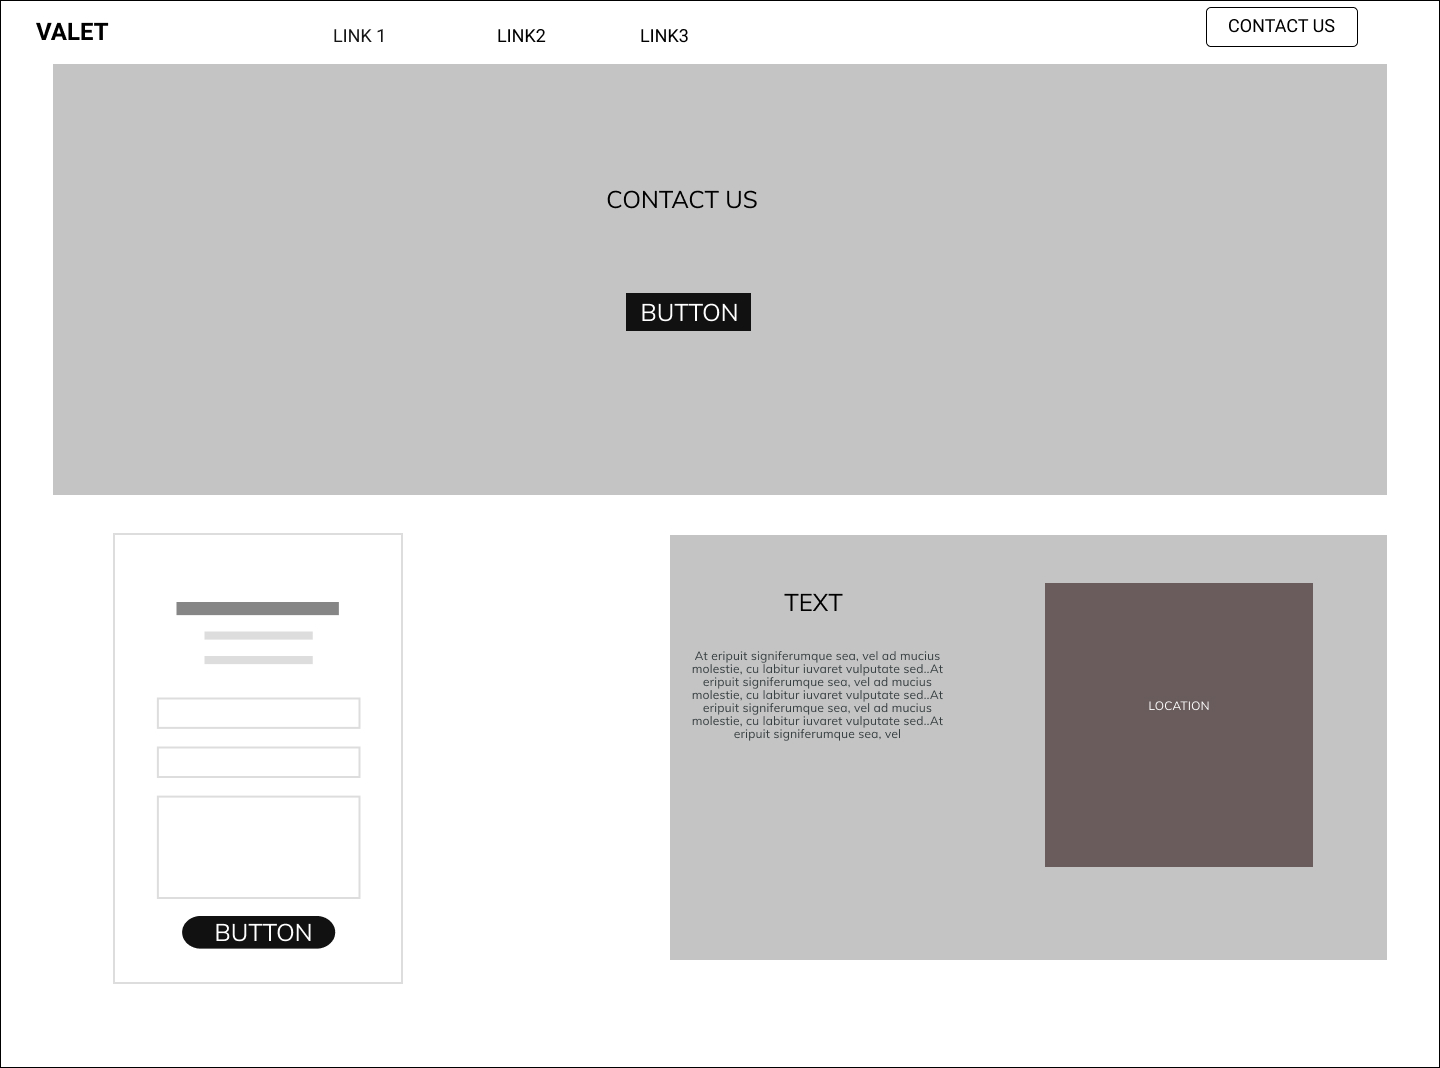 VALET
LINK 1
LINK2
LINK3
CONTACT US
CONTACT US
BUTTON
TEXT
At eripuit signiferumque sea, vel ad mucius
molestie, cu labitur iuvaret vulputate sed..At
eripuit signiferumque sea, vel ad mucius
molestie, cu labitur iuvaret vulputate sed..At
eripuit signiferumque sea, vel ad mucius
molestie, cu labitur iuvaret vulputate sed..At
eripuit signiferumque sea, vel
LOCATION
BUTTON